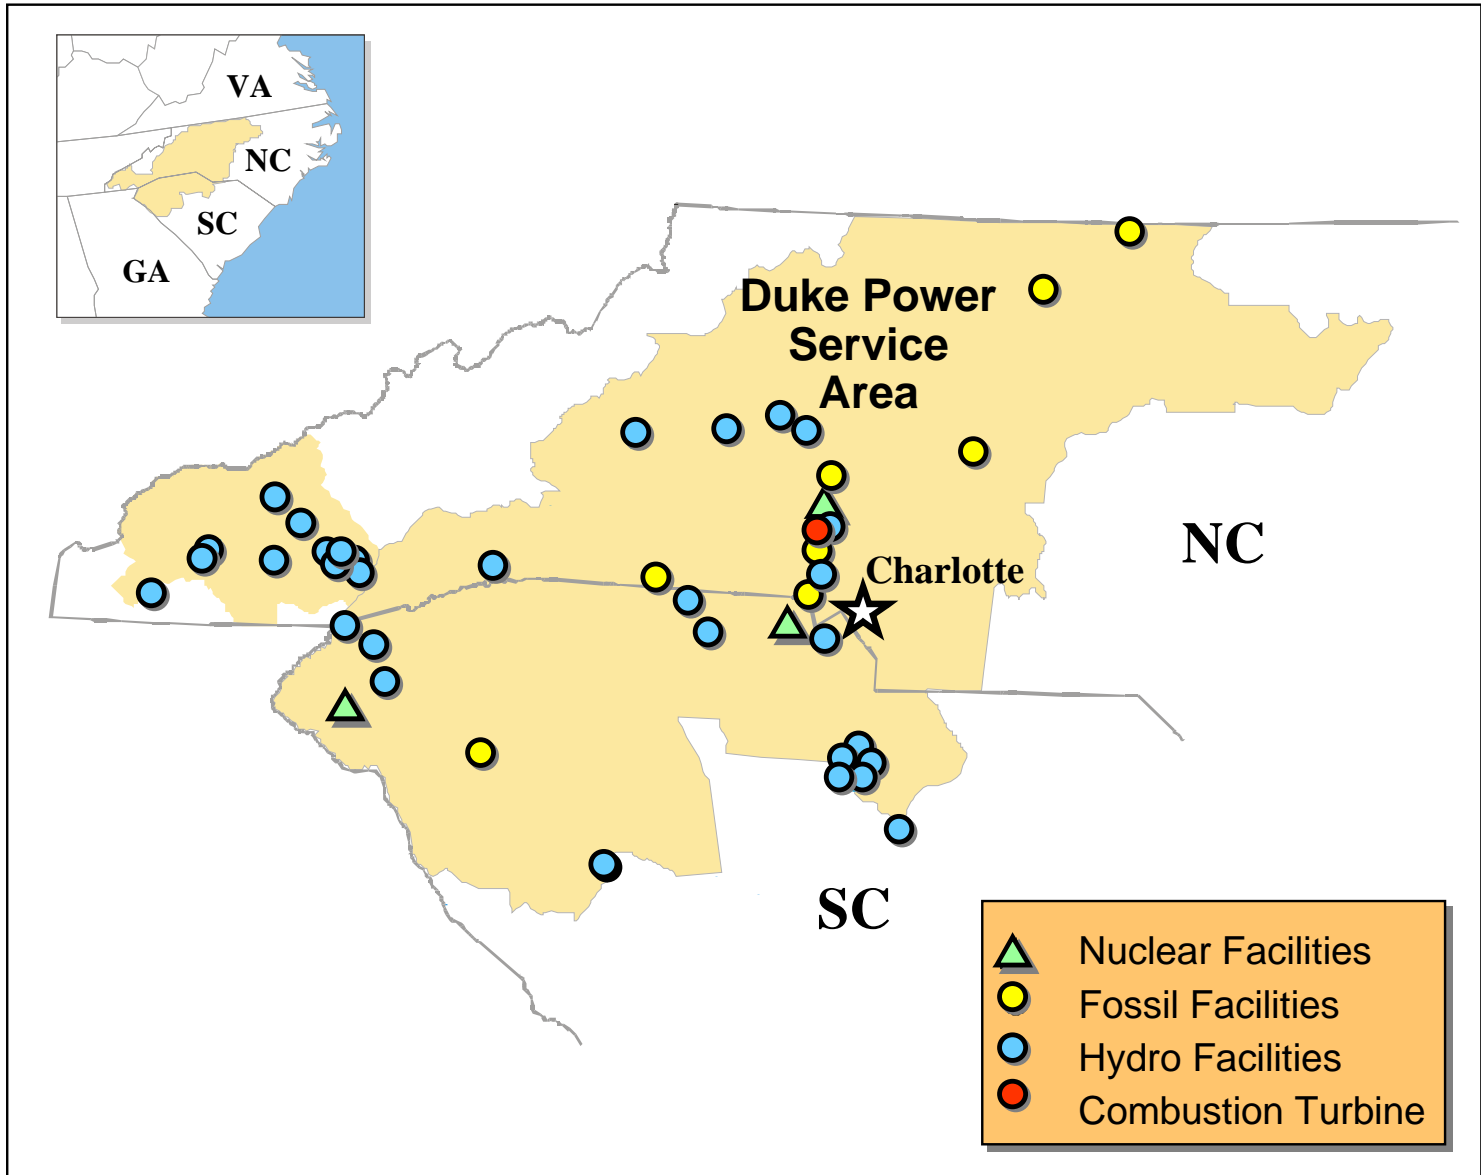 VA
NC
SC
GA
Duke Power
Service
Area
NC
Charlotte
SC
Nuclear Facilities
Fossil Facilities
Hydro Facilities
Combustion Turbine